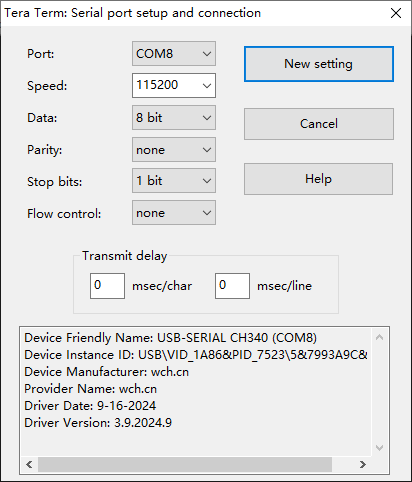 Tera Term: Serial port setup and connection
Port: COM8 New setting
Speed: 115200
Data: 8 bit Cancel
Parity: none
Stop bits: 1 bit Help
Flow control: none
Transmit delay
0 msec/char 0 msec/line
Device Friendly Name: USB-SERIAL CH340 (COM8)
Device Instance ID: USB\VID_1A86&PID_7523\5&7993A9C&
Device Manufacturer: wch.cn
Provider Name: wch.cn
Driver Date: 9-16-2024
Driver Version: 3.9.2024.9